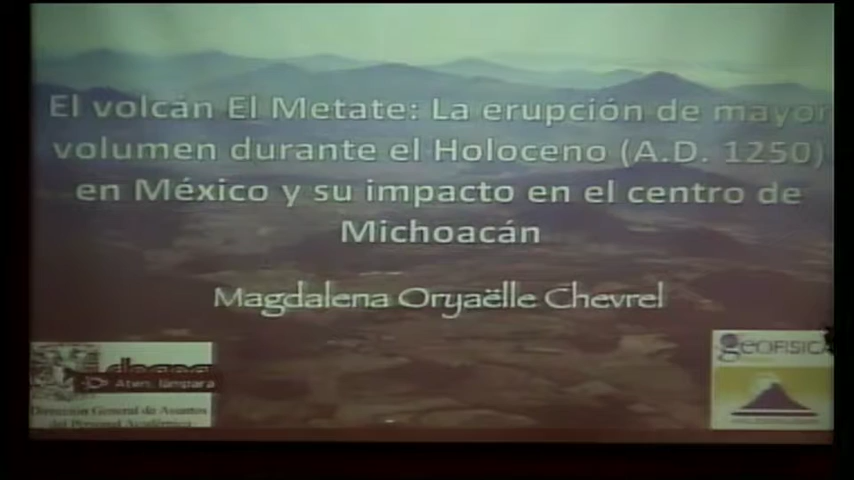 El volcán El Metate: La erupción de mayor
volumen durante el Holoceno (A.D. 1250)
en México y su impacto en el centro de
Michoacán
Magdalena Oryaëlle Chevrel
Aten. lámpara
Dirección General de Asuntos
del Personal Académico
geoFISICA